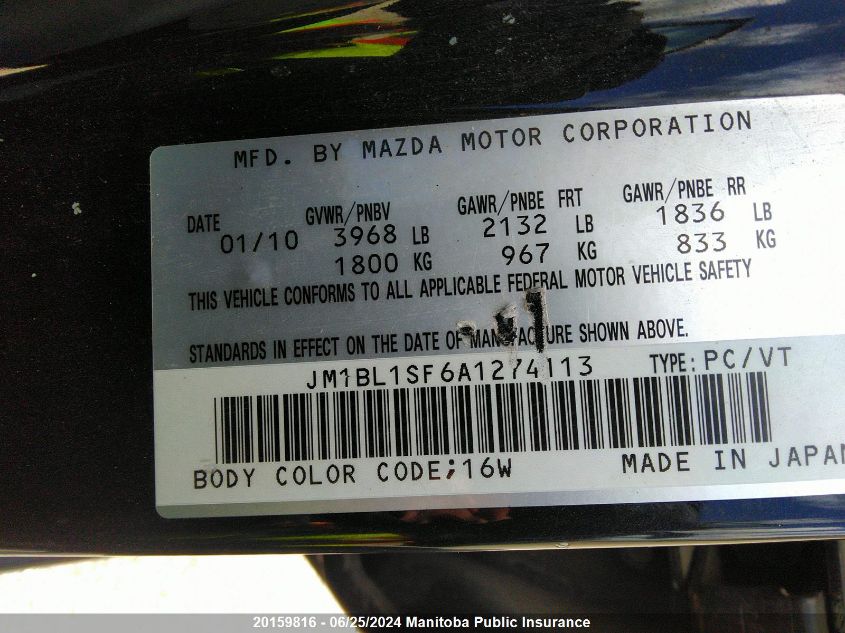 MFD. BY MAZDA MOTOR CORPORATION
DATE GVWR/PNBV GAWR/PNBE FRT GAWR/PNBE RR
01/10 3968 LB 2132 LB 1836 LB
1800 KG 967 KG 833 KG
THIS VEHICLE CONFORMS TO ALL APPLICABLE FEDERAL MOTOR VEHICLE SAFETY
STANDARDS IN EFFECT ON THE DATE OF MANUFACTURE SHOWN ABOVE.
JM1BL1SF6A1274113 TYPE: PC/VT
BODY COLOR CODE;16W MADE IN JAPAN
20159816 - 06/25/2024 Manitoba Public Insurance